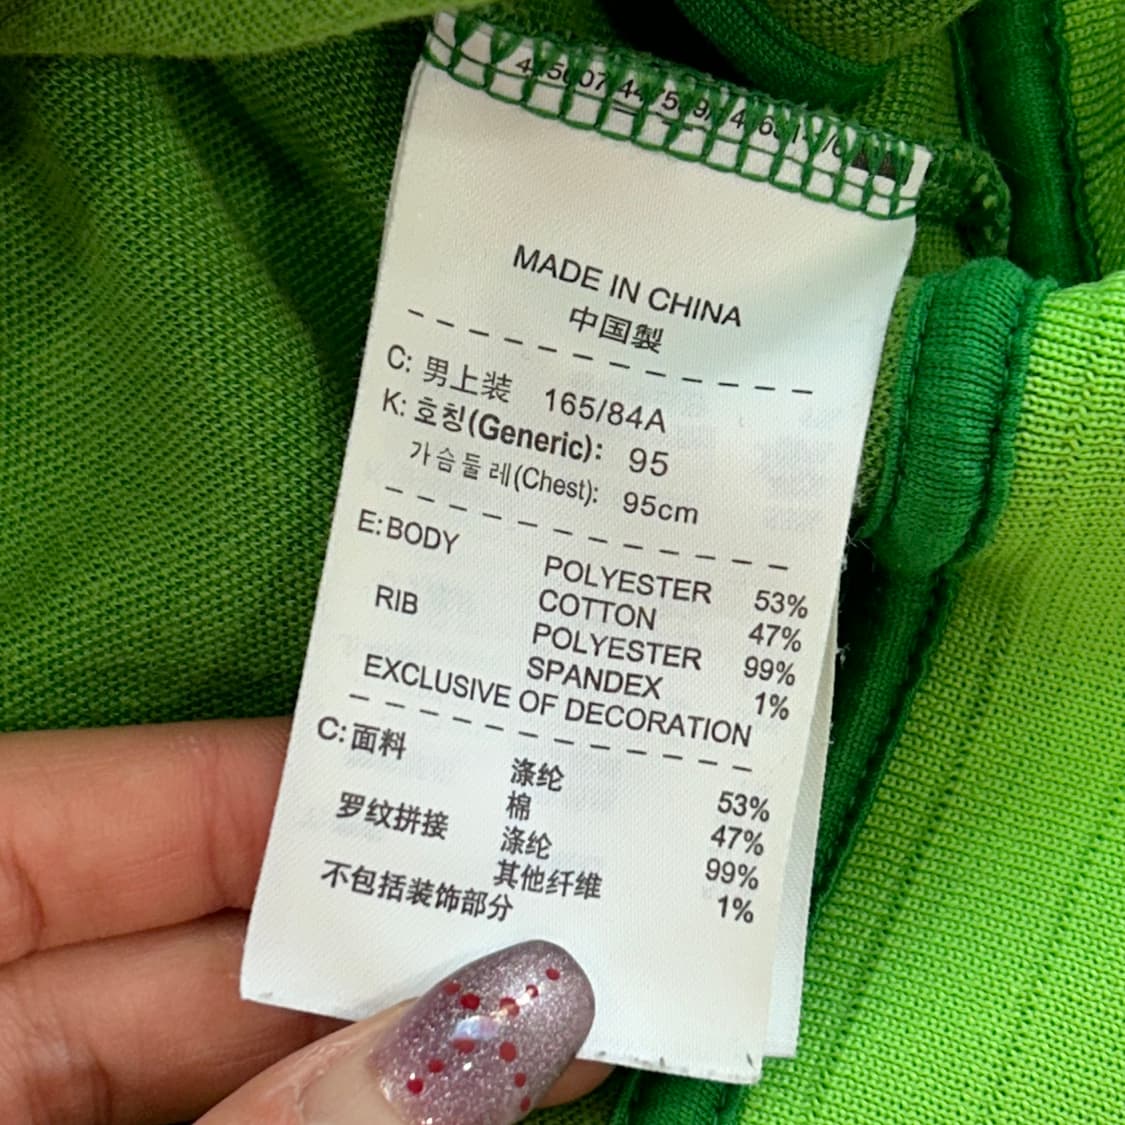 MADE IN CHINA
中国製
C: 男上装 165/84A
K: 호칭(Generic): 95
가슴둘레(Chest): 95cm
E: BODY POLYESTER 53%
COTTON 47%
RIB POLYESTER 99%
SPANDEX 1%
EXCLUSIVE OF DECORATION
C: 面料 涤纶 53%
棉 47%
罗纹拼接 涤纶 99%
其他纤维 1%
不包括装饰部分